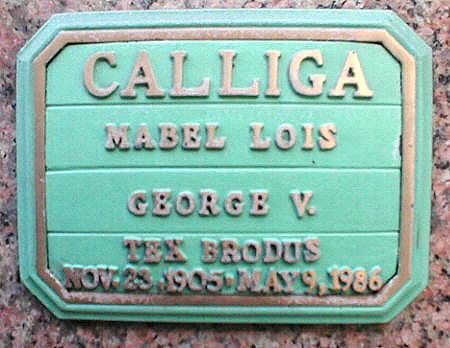 CALLIGA
MABEL LOIS
GEORGE V.
TEX BRODUS
NOV. 23, 1905 · MAY 9, 1986